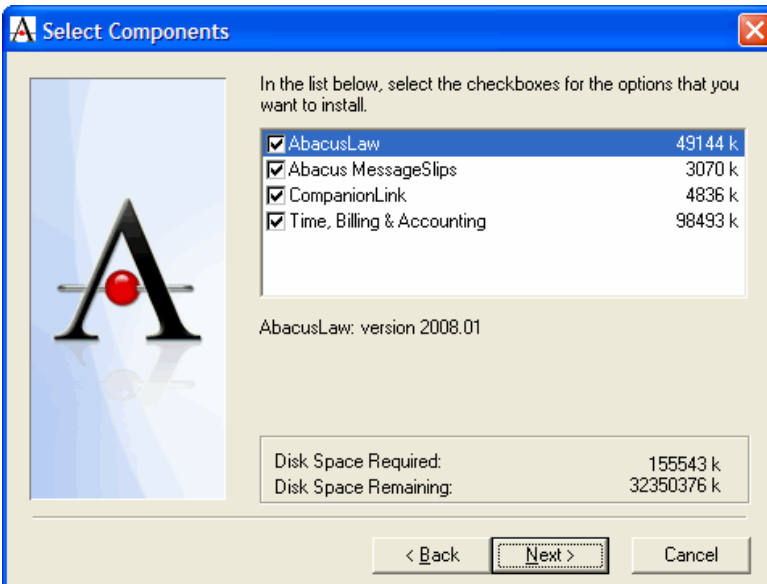 Select Components
In the list below, select the checkboxes for the options that you
want to install.
AbacusLaw 49144 k
Abacus MessageSlips 3070 k
CompanionLink 4836 k
Time, Billing & Accounting 98493 k
AbacusLaw: version 2008.01
Disk Space Required: 155543 k
Disk Space Remaining: 32350376 k
< Back Next > Cancel